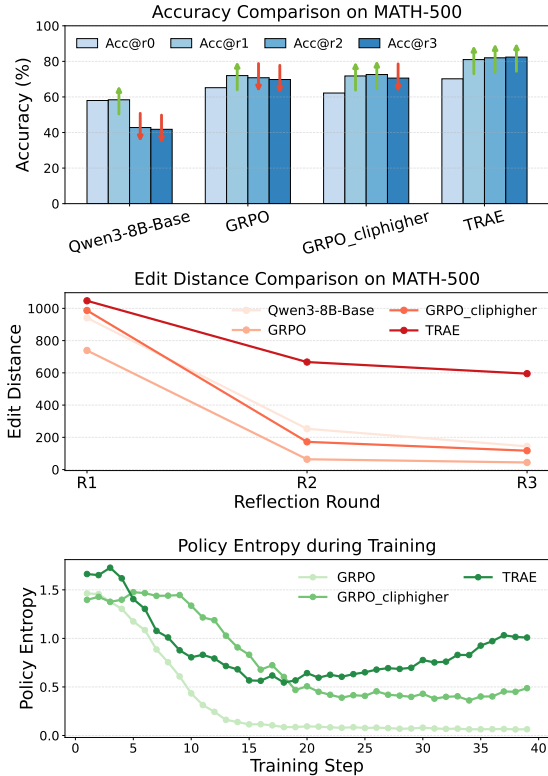 Accuracy Comparison on MATH-500
Acc@r0 Acc@r1 Acc@r2 Acc@r3
Accuracy (%)
100
80
60
40
20
0
Qwen3-8B-Base GRPO GRPO_cliphigher TRAE
Edit Distance Comparison on MATH-500
Qwen3-8B-Base GRPO_cliphigher
GRPO TRAE
Edit Distance
1000
800
600
400
200
0
R1 R2 R3
Reflection Round
Policy Entropy during Training
GRPO TRAE
GRPO_cliphigher
Policy Entropy
1.5
1.0
0.5
0.0
0 5 10 15 20 25 30 35 40
Training Step